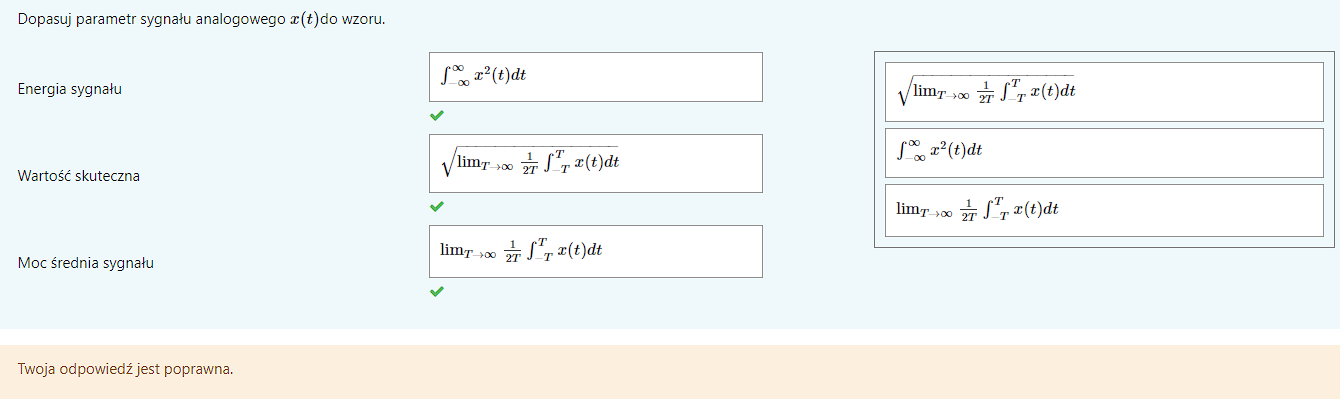 Dopasuj parametr sygnału analogowego x(t)do wzoru.
Energia sygnału
∫_{-∞}^{∞} x²(t)dt
Wartość skuteczna
√(lim_{T→∞} 1/2T ∫_{-T}^{T} x(t)dt)
Moc średnia sygnału
lim_{T→∞} 1/2T ∫_{-T}^{T} x(t)dt
√(lim_{T→∞} 1/2T ∫_{-T}^{T} x(t)dt)
∫_{-∞}^{∞} x²(t)dt
lim_{T→∞} 1/2T ∫_{-T}^{T} x(t)dt
Twoja odpowiedź jest poprawna.